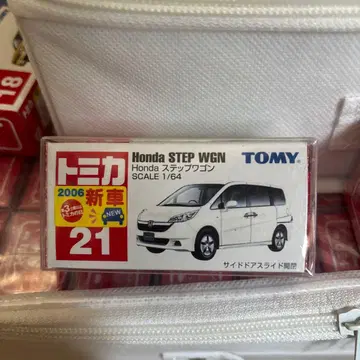 18
トミカ
2006
新車
NEW
21
Honda STEP WGN
Honda ステップワゴン
SCALE 1/64
TOMY
サイドドアスライド開閉